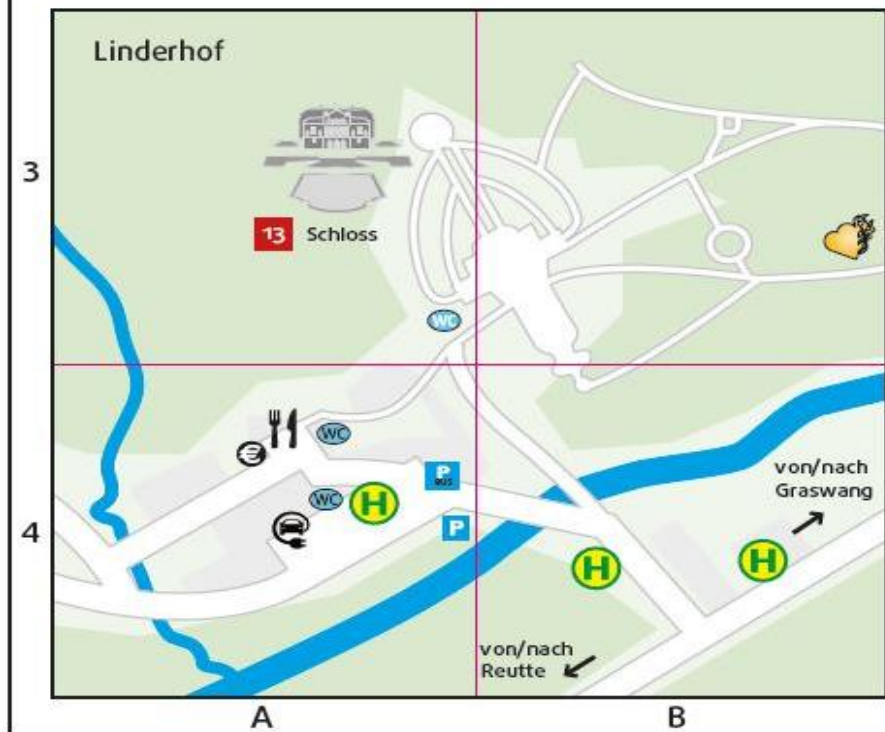 Linderhof
3
13 Schloss
WC
WC
€
P
BUS
von/nach
Graswang
WC
H
4
P
H
H
von/nach
Reutte
A
B